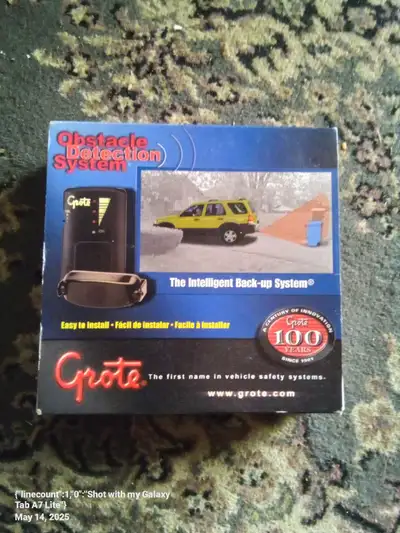 Obstacle
Detection
System
Grote
The Intelligent Back-up System®
Easy to Install • Fácil de Instalar • Facile à Installer
A CENTURY OF INNOVATION
Grote
100
YEARS
SINCE 1901
Grote®
The first name in vehicle safety systems.
www.grote.com
{"linecount":1,"0":"Shot with my Galaxy
Tab A7 Lite"}
May 14, 2025